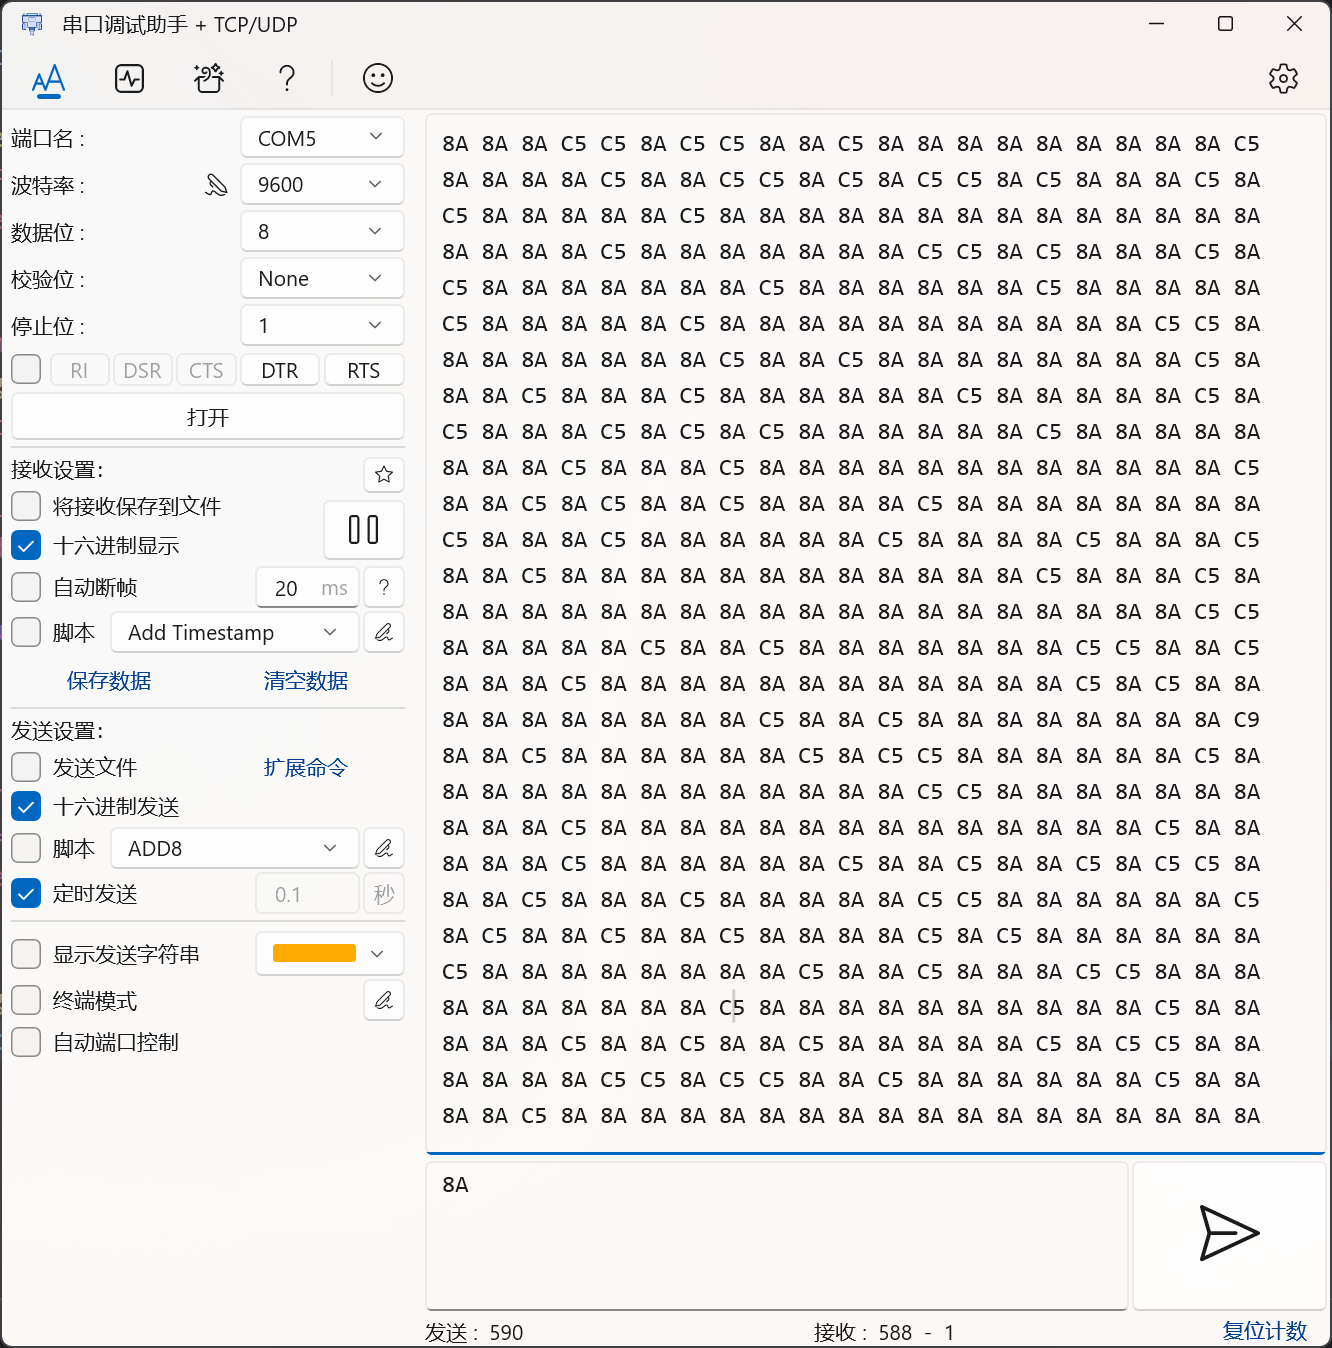 串口调试助手 + TCP/UDP
端口名 :
COM5
波特率 :
9600
数据位 :
8
校验位 :
None
停止位 :
1
RI DSR CTS DTR RTS
打开
接收设置:
将接收保存到文件
十六进制显示
自动断帧 20 ms ?
脚本 Add Timestamp
保存数据 清空数据
发送设置:
发送文件 扩展命令
十六进制发送
脚本 ADD8
定时发送 0.1 秒
显示发送字符串
终端模式
自动端口控制
8A 8A 8A C5 C5 8A C5 C5 8A 8A C5 8A 8A 8A 8A 8A 8A 8A 8A 8A C5
8A 8A 8A 8A C5 8A 8A C5 C5 8A C5 8A C5 C5 8A C5 8A 8A 8A C5 8A
C5 8A 8A 8A 8A 8A C5 8A 8A 8A 8A 8A 8A 8A 8A 8A 8A 8A 8A 8A 8A
8A 8A 8A 8A C5 8A 8A 8A 8A 8A 8A 8A C5 C5 8A C5 8A 8A 8A C5 8A
C5 8A 8A 8A 8A 8A 8A 8A C5 8A 8A 8A 8A 8A 8A C5 8A 8A 8A 8A 8A
C5 8A 8A 8A 8A 8A C5 8A 8A 8A 8A 8A 8A 8A 8A 8A 8A 8A C5 C5 8A
8A 8A 8A 8A 8A 8A 8A C5 8A 8A C5 8A 8A 8A 8A 8A 8A 8A 8A C5 8A
8A 8A C5 8A 8A 8A C5 8A 8A 8A 8A 8A 8A C5 8A 8A 8A 8A 8A C5 8A
C5 8A 8A 8A C5 8A C5 8A C5 8A 8A 8A 8A 8A 8A C5 8A 8A 8A 8A 8A
8A 8A 8A C5 8A 8A 8A C5 8A 8A 8A 8A 8A 8A 8A 8A 8A 8A 8A 8A C5
8A 8A C5 8A C5 8A 8A C5 8A 8A 8A 8A C5 8A 8A 8A 8A 8A 8A 8A 8A
C5 8A 8A 8A C5 8A 8A 8A 8A 8A 8A C5 8A 8A 8A 8A C5 8A 8A 8A C5
8A 8A C5 8A 8A 8A 8A 8A 8A 8A 8A 8A 8A 8A 8A C5 8A 8A 8A C5 8A
8A 8A 8A 8A 8A 8A 8A 8A 8A 8A 8A 8A 8A 8A 8A 8A 8A 8A 8A C5 C5
8A 8A 8A 8A 8A C5 8A 8A C5 8A 8A 8A 8A 8A 8A 8A C5 C5 8A 8A C5
8A 8A 8A C5 8A 8A 8A 8A 8A 8A 8A 8A 8A 8A 8A 8A C5 8A C5 8A 8A
8A 8A 8A 8A 8A 8A 8A 8A C5 8A 8A C5 8A 8A 8A 8A 8A 8A 8A 8A C9
8A 8A C5 8A 8A 8A 8A 8A 8A C5 8A C5 C5 8A 8A 8A 8A 8A 8A C5 8A
8A 8A 8A 8A 8A 8A 8A 8A 8A 8A 8A 8A C5 C5 8A 8A 8A 8A 8A 8A 8A
8A 8A 8A C5 8A 8A 8A 8A 8A 8A 8A 8A 8A 8A 8A 8A 8A 8A C5 8A 8A
8A 8A 8A C5 8A 8A 8A 8A 8A 8A C5 8A 8A C5 8A 8A C5 8A C5 C5 8A
8A 8A C5 8A 8A 8A C5 8A 8A 8A 8A 8A C5 C5 8A 8A 8A 8A 8A 8A C5
8A C5 8A 8A C5 8A 8A C5 8A 8A 8A 8A C5 8A C5 8A 8A 8A 8A 8A 8A
C5 8A 8A 8A 8A 8A 8A 8A 8A C5 8A 8A C5 8A 8A 8A C5 C5 8A 8A 8A
8A 8A 8A 8A 8A 8A 8A C5 8A 8A 8A 8A 8A 8A 8A 8A 8A 8A C5 8A 8A
8A 8A 8A C5 8A 8A C5 8A 8A C5 8A 8A 8A 8A 8A C5 8A C5 C5 8A 8A
8A 8A 8A 8A C5 C5 8A C5 C5 8A 8A C5 8A 8A 8A 8A 8A 8A C5 8A 8A
8A 8A C5 8A 8A 8A 8A 8A 8A 8A 8A 8A 8A 8A 8A 8A 8A 8A 8A 8A 8A
8A
发送 : 590 接收 : 588 - 1 复位计数